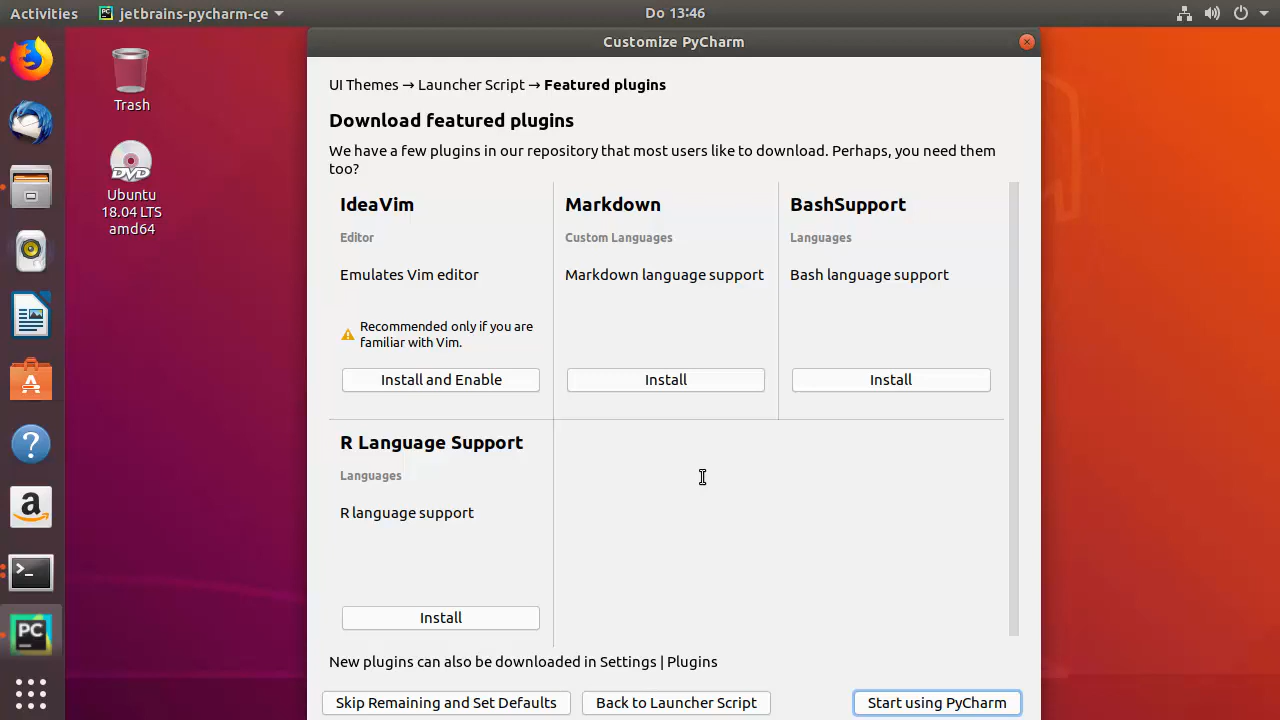 Activities
jetbrains-pycharm-ce
Do 13:46
Trash
Ubuntu
18.04 LTS
amd64
Customize PyCharm
UI Themes → Launcher Script → Featured plugins
Download featured plugins
We have a few plugins in our repository that most users like to download. Perhaps, you need them
too?
IdeaVim
Editor
Emulates Vim editor
Recommended only if you are
familiar with Vim.
Install and Enable
Markdown
Custom Languages
Markdown language support
Install
BashSupport
Languages
Bash language support
Install
R Language Support
Languages
R language support
Install
New plugins can also be downloaded in Settings | Plugins
Skip Remaining and Set Defaults
Back to Launcher Script
Start using PyCharm
DVD
PC